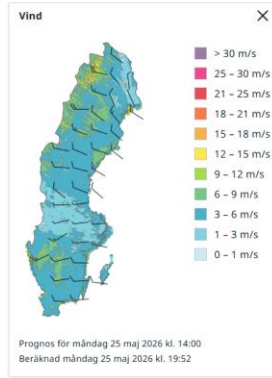 Vind
> 30 m/s
25 – 30 m/s
21 – 25 m/s
18 – 21 m/s
15 – 18 m/s
12 – 15 m/s
9 – 12 m/s
6 – 9 m/s
3 – 6 m/s
1 – 3 m/s
0 – 1 m/s
Prognos för måndag 25 maj 2026 kl. 14:00
Beräknad måndag 25 maj 2026 kl. 19:52